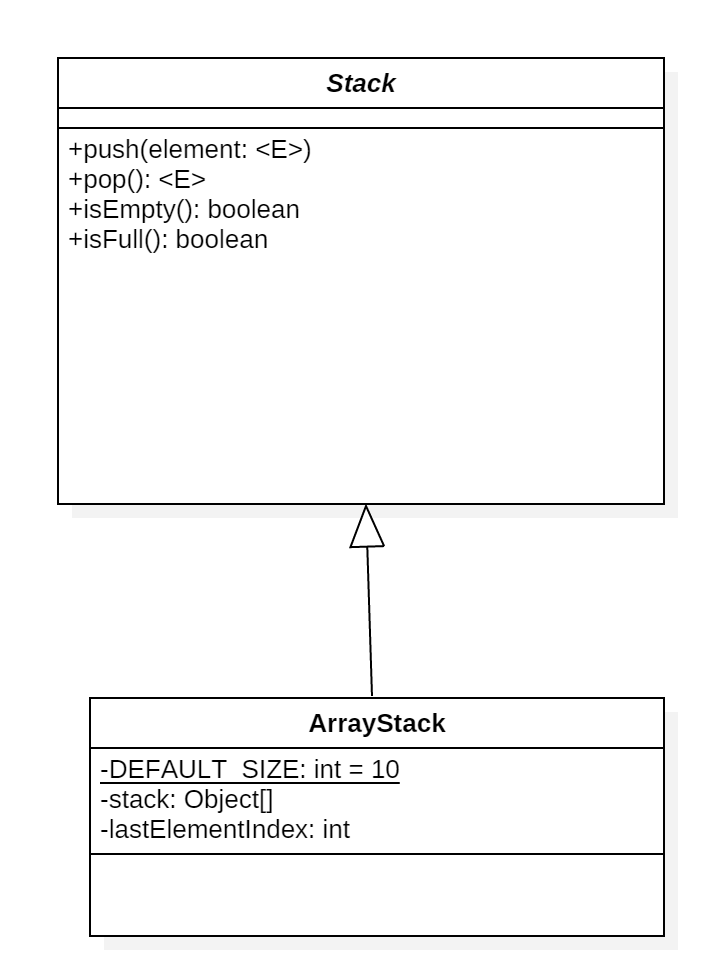 Stack
+push(element: <E>)
+pop(): <E>
+isEmpty(): boolean
+isFull(): boolean
ArrayStack
-DEFAULT_SIZE: int = 10
-stack: Object[]
-lastElementIndex: int